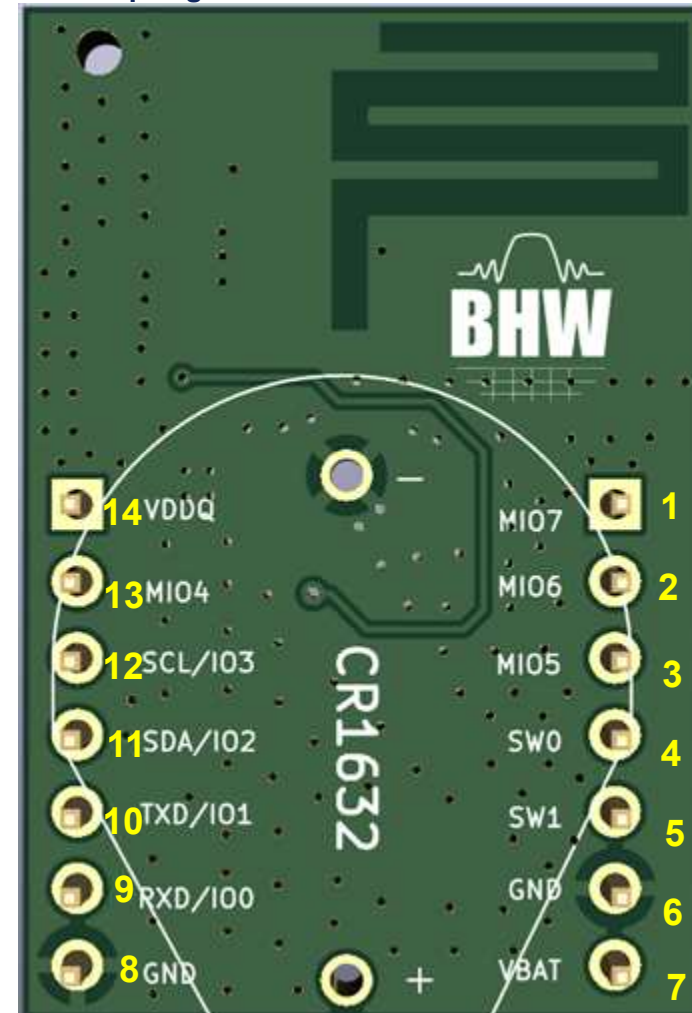 BHW
14 VDDQ
MIO7 1
13 MIO4
MIO6 2
12 SCL/IO3
MIO5 3
11 SDA/IO2
SW0 4
10 TXD/IO1
SW1 5
9 RXD/IO0
GND 6
8 GND
VBAT 7
-
CR1632
+